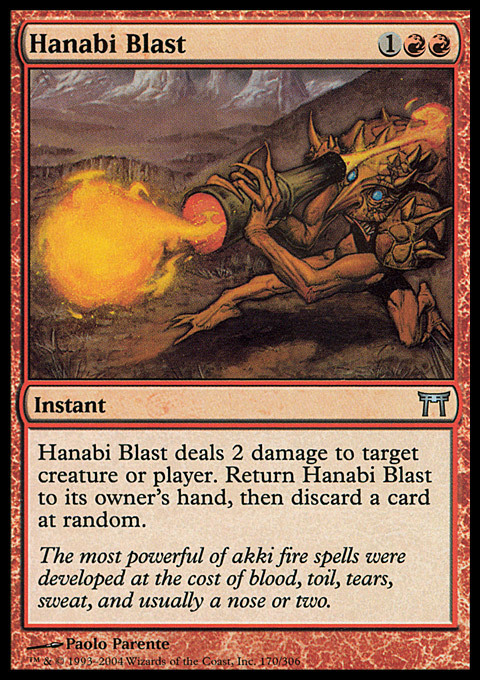 Hanabi Blast
1
Instant
Hanabi Blast deals 2 damage to target
creature or player. Return Hanabi Blast
to its owner's hand, then discard a card
at random.
The most powerful of akki fire spells were
developed at the cost of blood, toil, tears,
sweat, and usually a nose or two.
Paolo Parente
™ & © 1993–2004 Wizards of the Coast, Inc. 170/306